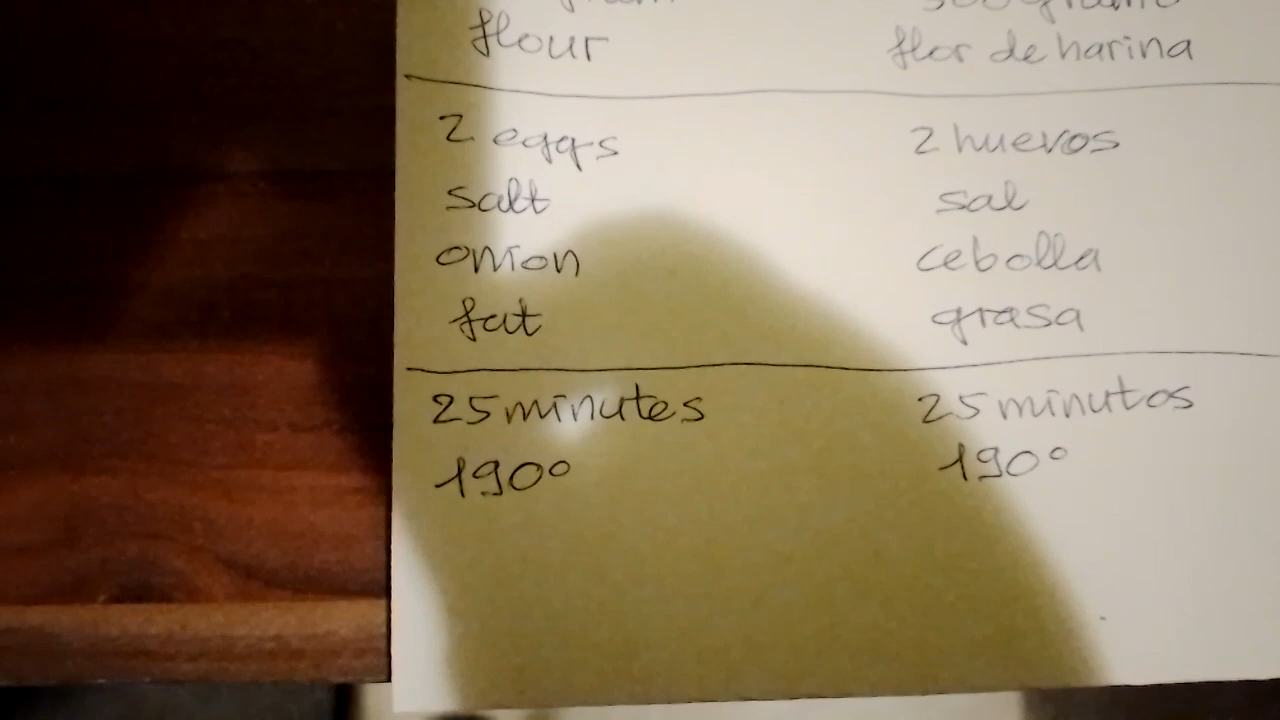 flour flor de harina
2 eggs 2 huevos
salt sal
onion cebolla
fat grasa
25 minutes 25 minutos
190° 190°